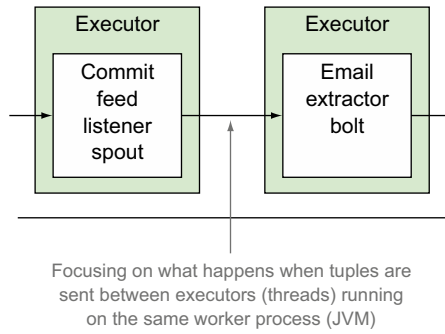 Executor
Commit
feed
listener
spout
Executor
Email
extractor
bolt
Focusing on what happens when tuples are
sent between executors (threads) running
on the same worker process (JVM)